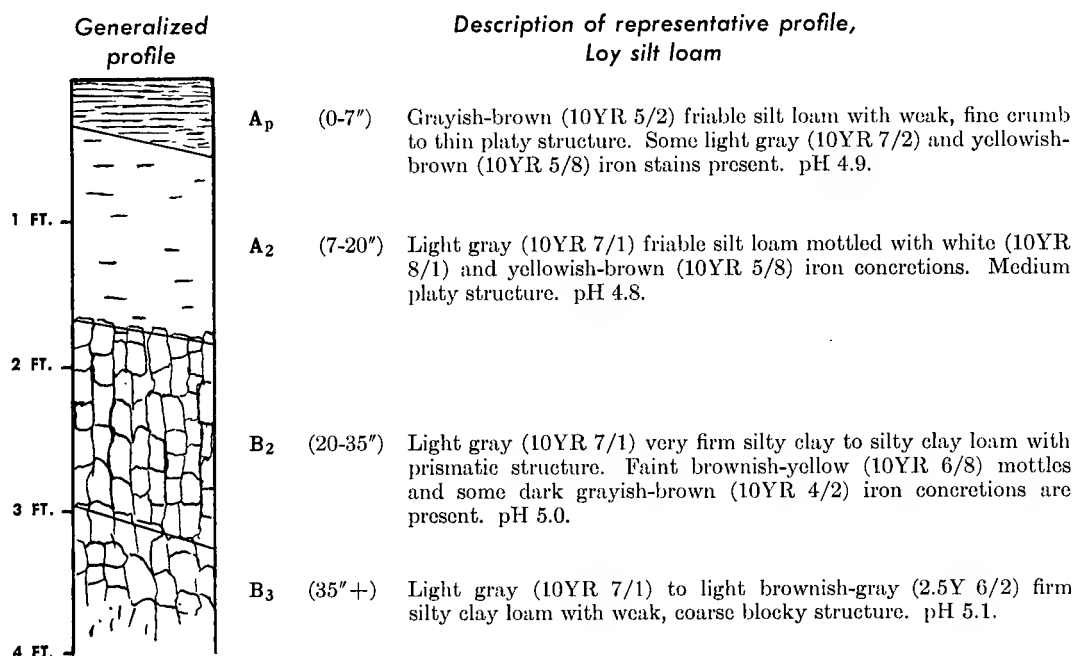 Generalized
profile
Description of representative profile,
Loy silt loam
Ap (0-7″) Grayish-brown (10YR 5/2) friable silt loam with weak, fine crumb
to thin platy structure. Some light gray (10YR 7/2) and yellowish-
brown (10YR 5/8) iron stains present. pH 4.9.
1 FT.
A2 (7-20″) Light gray (10YR 7/1) friable silt loam mottled with white (10YR
8/1) and yellowish-brown (10YR 5/8) iron concretions. Medium
platy structure. pH 4.8.
2 FT.
B2 (20-35″) Light gray (10YR 7/1) very firm silty clay to silty clay loam with
prismatic structure. Faint brownish-yellow (10YR 6/8) mottles
and some dark grayish-brown (10YR 4/2) iron concretions are
present. pH 5.0.
3 FT.
B3 (35″+) Light gray (10YR 7/1) to light brownish-gray (2.5Y 6/2) firm
silty clay loam with weak, coarse blocky structure. pH 5.1.
4 FT.